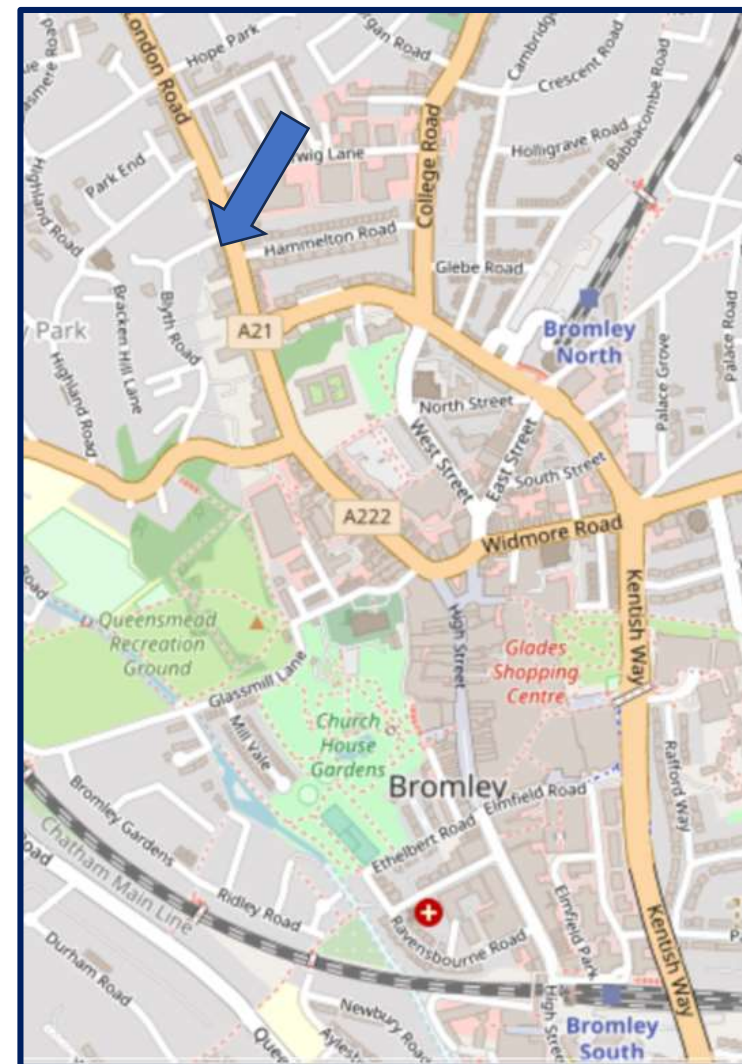 London Road
Hope Park
Crescent Road
College Road
Babbacombe Road
Holligrave Road
Park End
Highland Road
Hammelton Road
Glebe Road
Blyth Road
Bracken Hill Lane
A21
Park
Highland Road
Bromley
North
Palace Road
Palace Grove
North Street
West Street
East Street
South Street
A222
Widmore Road
Kentish Way
High Street
Queensmead
Recreation
Ground
Glades
Shopping
Centre
Glassmill Lane
Church
House
Gardens
Mill Vale
Rafford Way
Bromley
Elmfield Road
Bromley Gardens
Ethelbert Road
Chatham Main Line
Ridley Road
Elmfield Park
Ravensbourne Road
Kentish Way
Durham Road
High Street
Newbury Road
Bromley
South